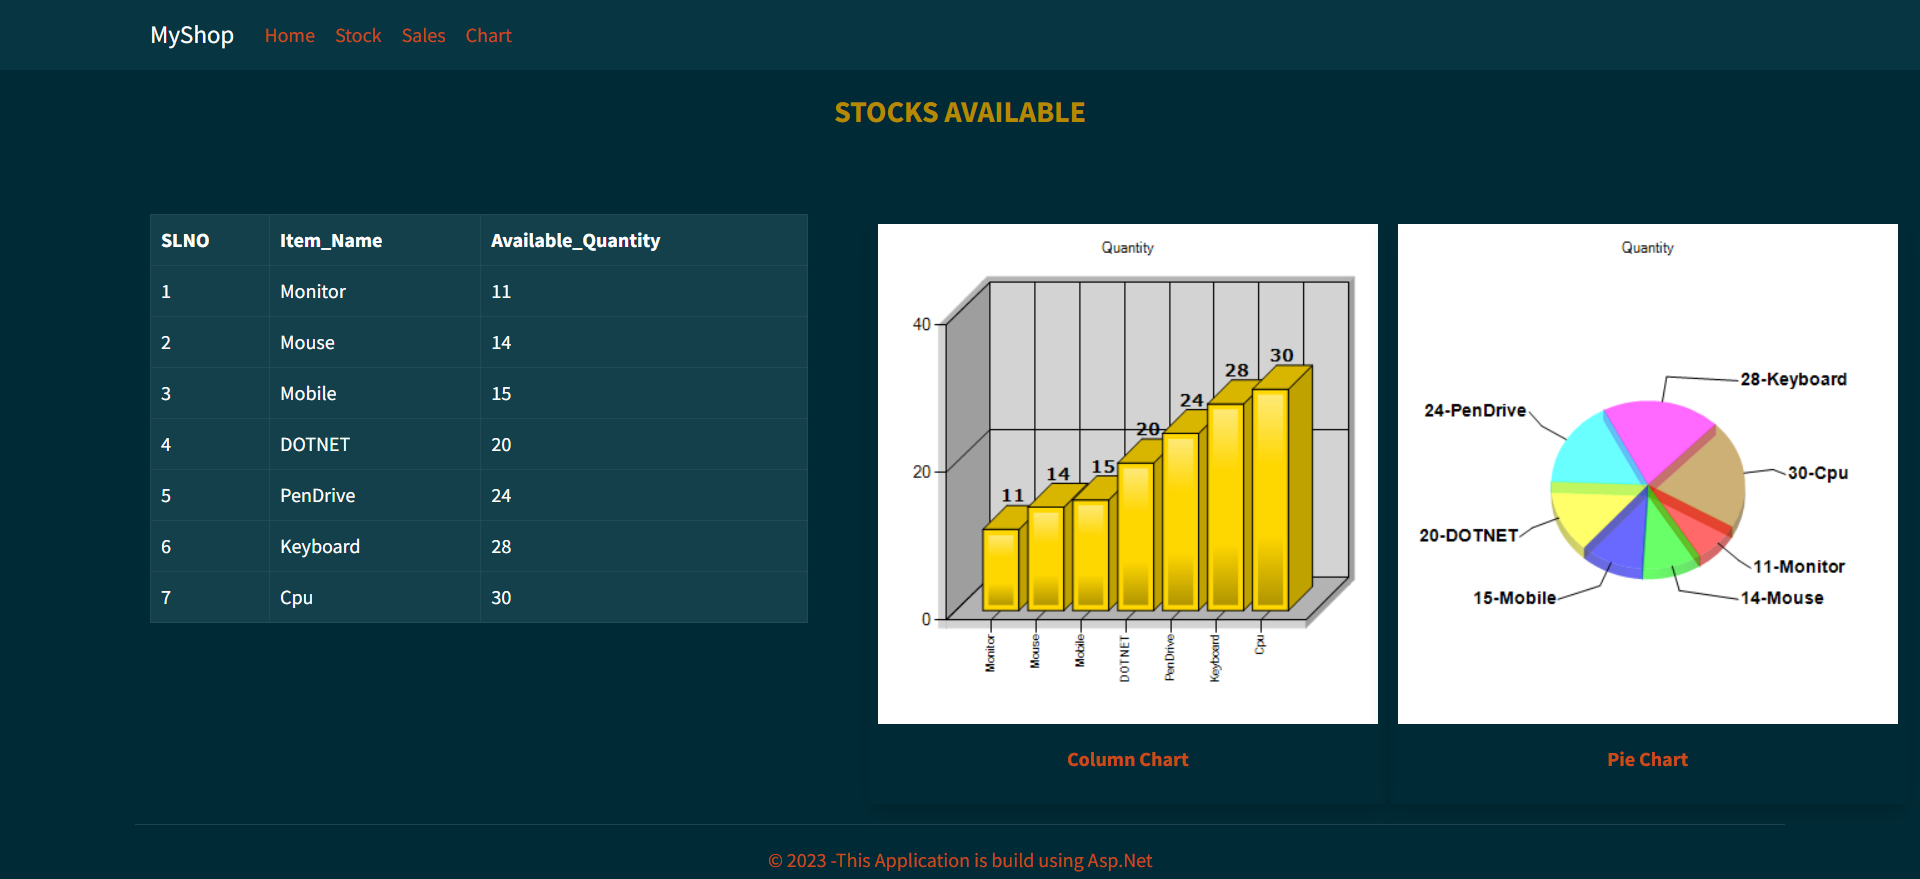 MyShop Home Stock Sales Chart
STOCKS AVAILABLE
SLNO Item_Name Available_Quantity
1 Monitor 11
2 Mouse 14
3 Mobile 15
4 DOTNET 20
5 PenDrive 24
6 Keyboard 28
7 Cpu 30
Quantity
40
20
0
11
14
15
20
24
28
30
Monitor
Mouse
Mobile
DOTNET
PenDrive
Keyboard
Cpu
Column Chart
Quantity
28-Keyboard
24-PenDrive
30-Cpu
20-DOTNET
11-Monitor
15-Mobile
14-Mouse
Pie Chart
© 2023 -This Application is build using Asp.Net